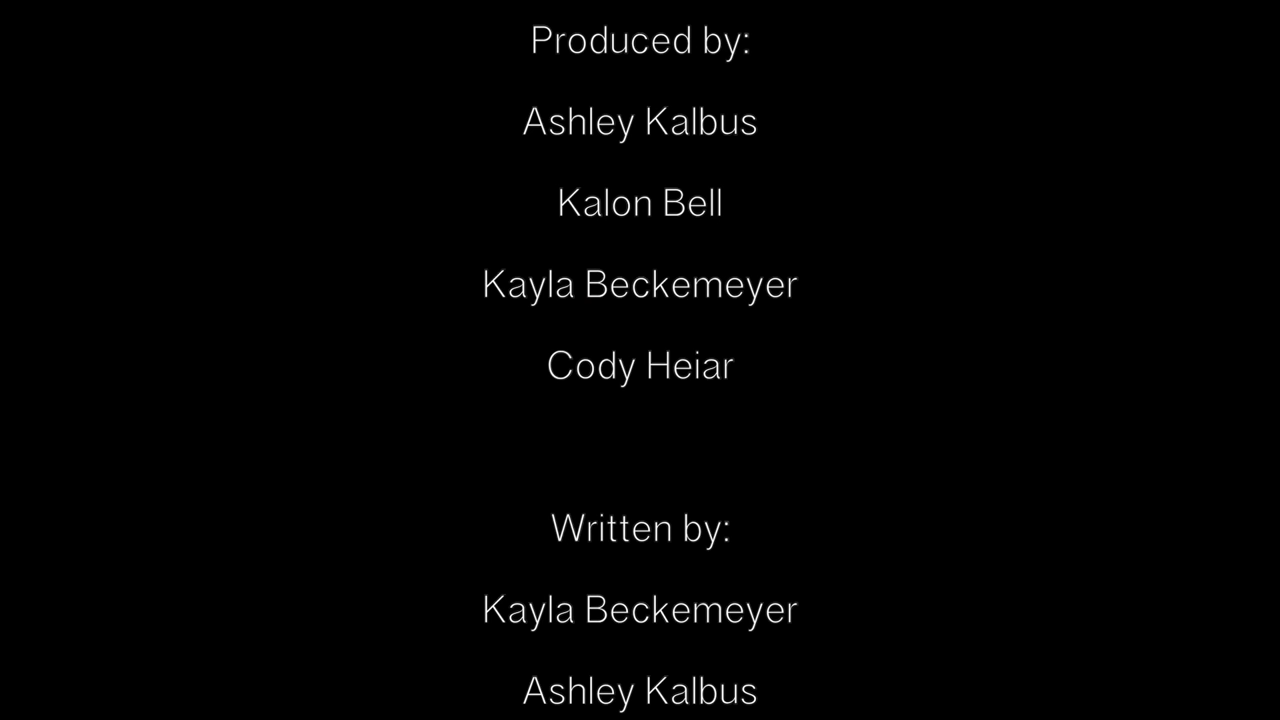 Produced by:
Ashley Kalbus
Kalon Bell
Kayla Beckemeyer
Cody Heiar
Written by:
Kayla Beckemeyer
Ashley Kalbus